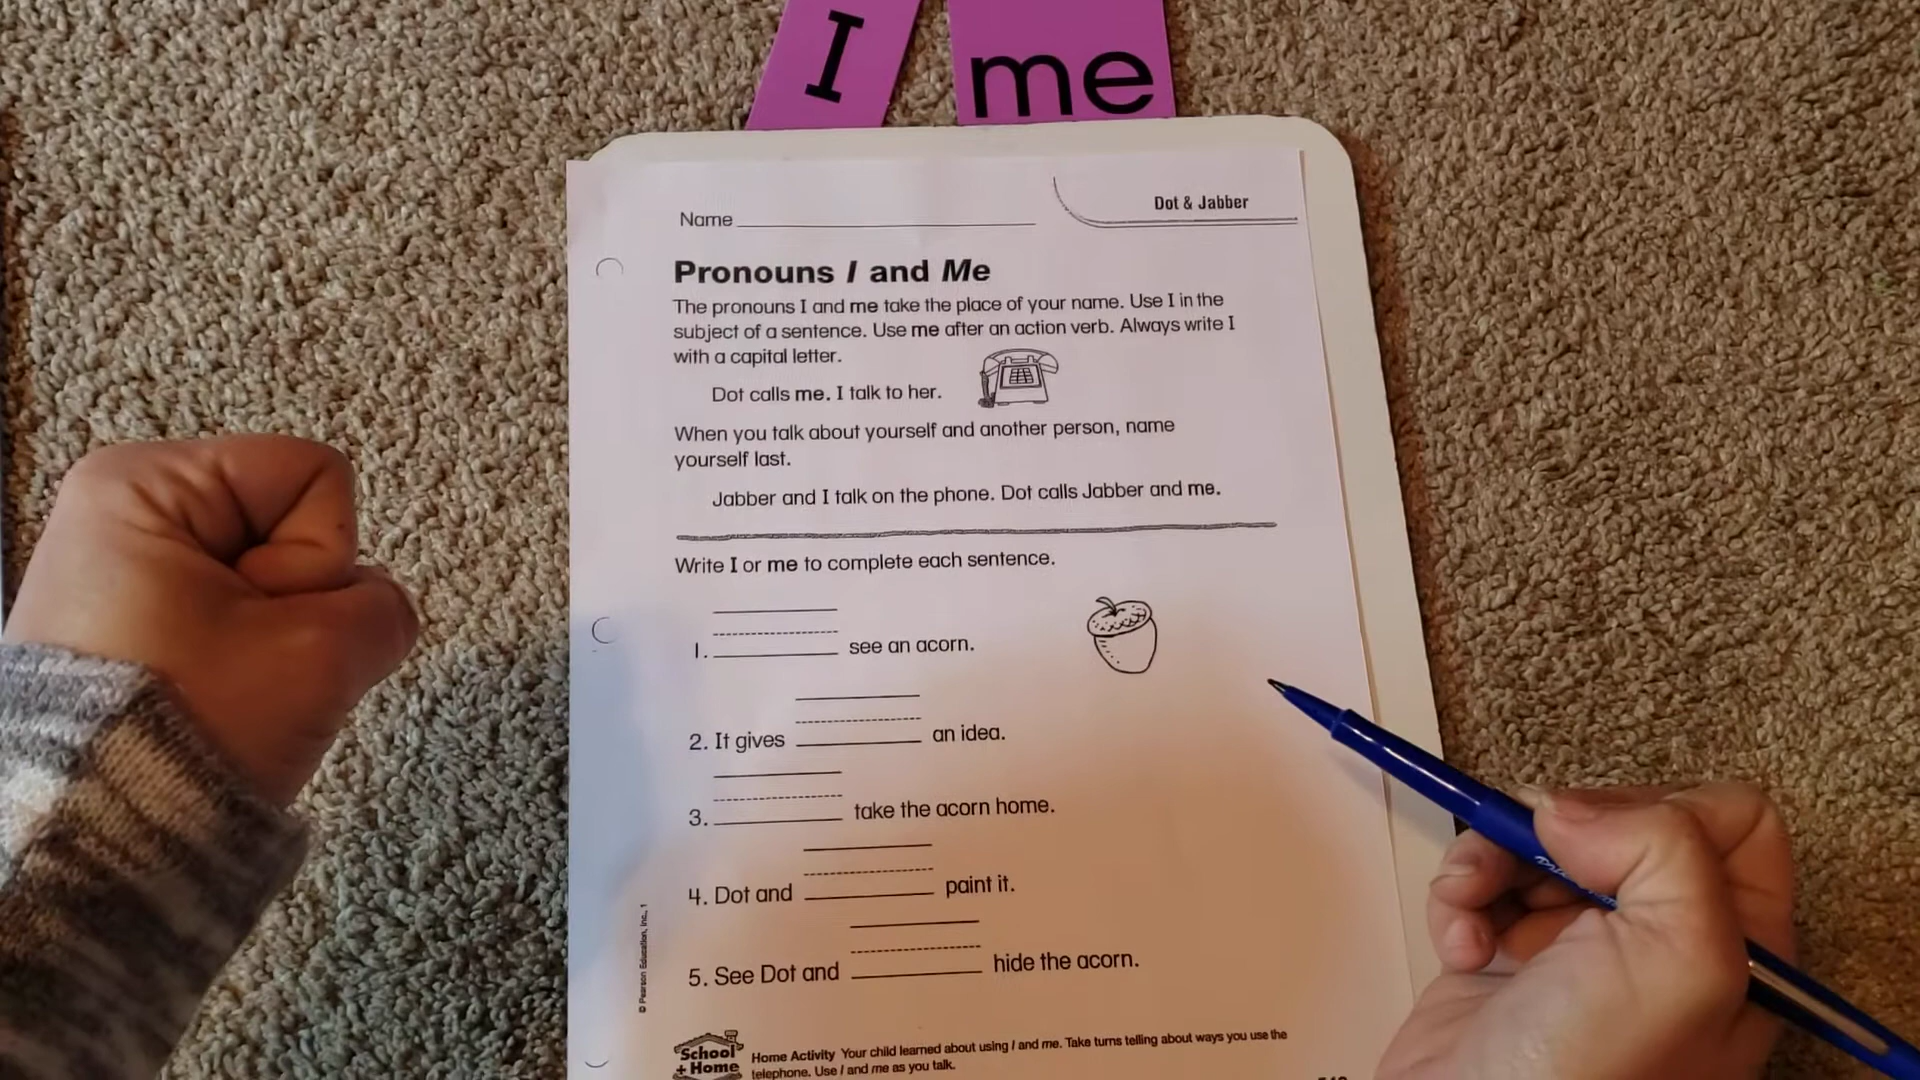 I me
Name
Dot & Jabber
Pronouns I and Me
The pronouns I and me take the place of your name. Use I in the
subject of a sentence. Use me after an action verb. Always write I
with a capital letter.
Dot calls me. I talk to her.
When you talk about yourself and another person, name
yourself last.
Jabber and I talk on the phone. Dot calls Jabber and me.
Write I or me to complete each sentence.
1. see an acorn.
2. It gives an idea.
3. take the acorn home.
4. Dot and paint it.
5. See Dot and hide the acorn.
© Pearson Education, Inc., 1
School
+ Home
Home Activity Your child learned about using I and me. Take turns telling about ways you use the
telephone. Use I and me as you talk.